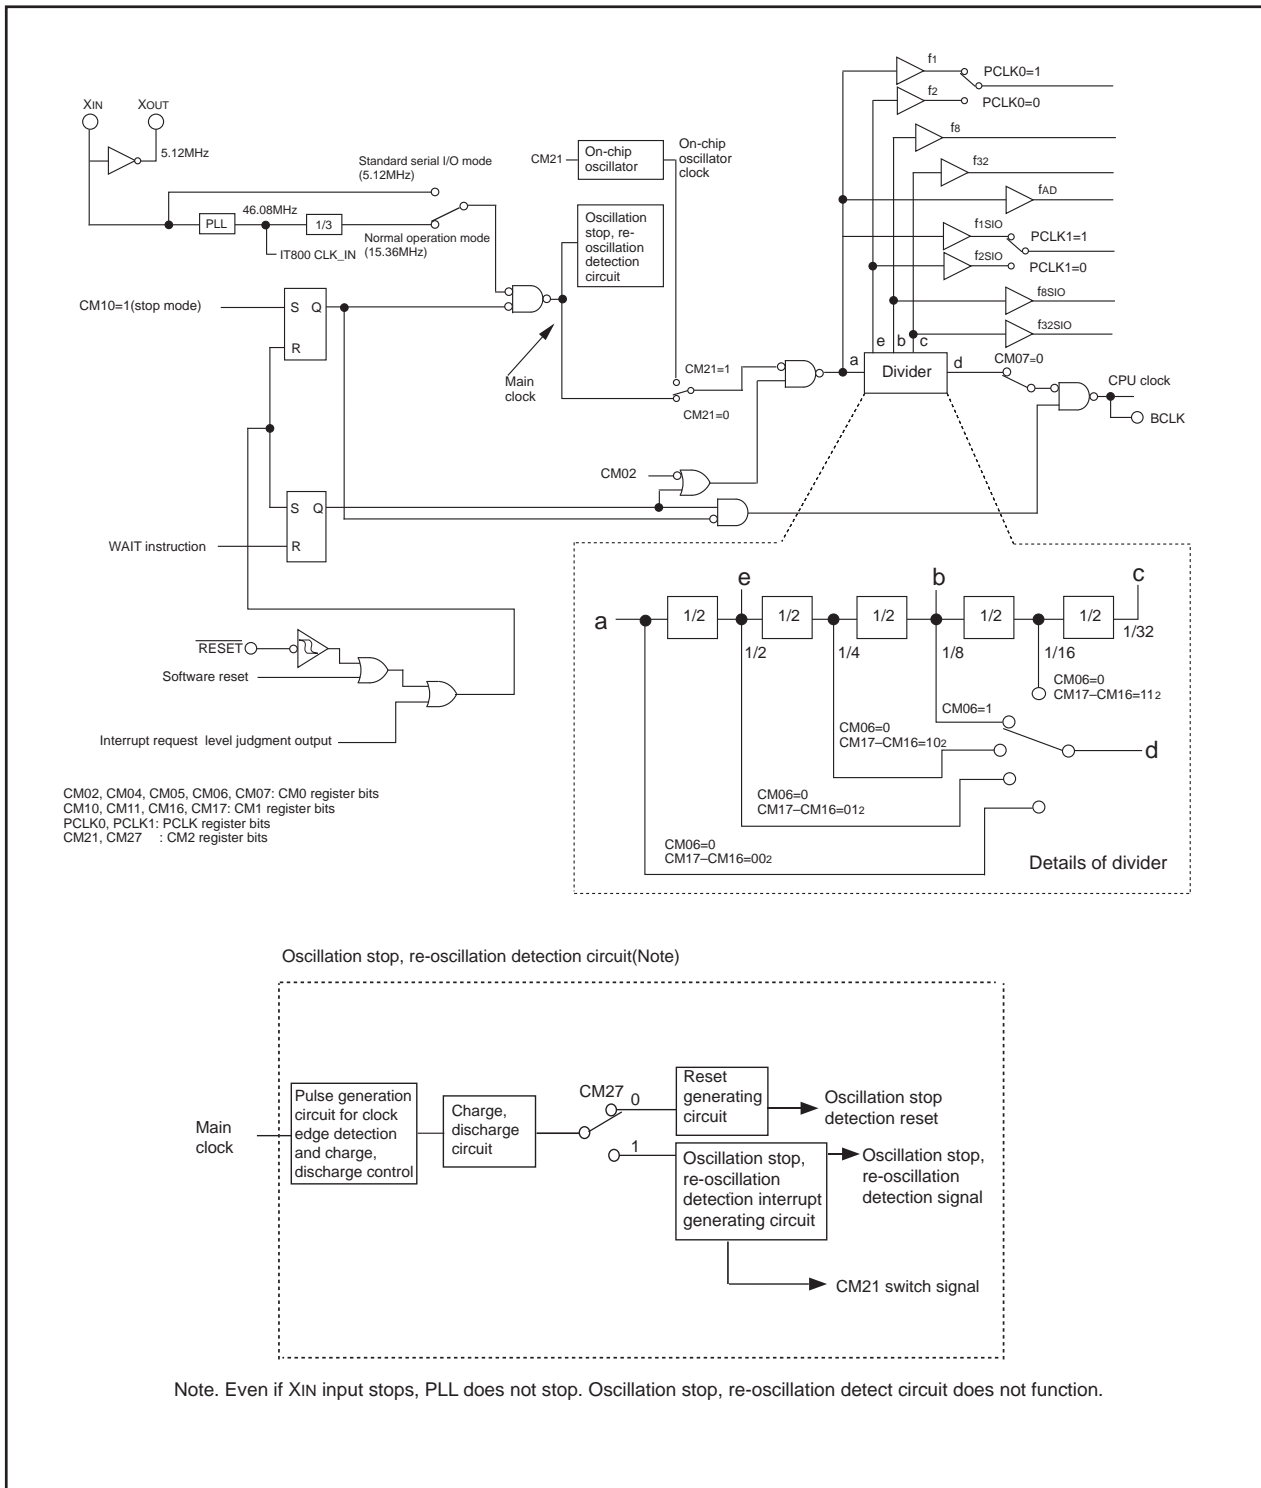 f1
PCLK0=1
f2
PCLK0=0
XIN
XOUT
5.12MHz
f8
CM21
On-chip
oscillator
On-chip
oscillator
clock
Standard serial I/O mode
(5.12MHz)
f32
fAD
PLL
46.08MHz
1/3
IT800 CLK_IN
Normal operation mode
(15.36MHz)
Oscillation
stop, re-
oscillation
detection
circuit
f1SIO
PCLK1=1
f2SIO
PCLK1=0
f8SIO
f32SIO
CM10=1(stop mode)
S
Q
R
Main
clock
CM21=1
CM21=0
a
e
b
c
Divider
d
CM07=0
CPU clock
BCLK
CM02
S
Q
R
WAIT instruction
RESET
Software reset
Interrupt request level judgment output
a
1/2
e
1/2
1/2
b
1/2
1/2
c
1/2
1/4
1/8
1/16
1/32
CM06=0
CM17–CM16=112
CM06=1
CM06=0
CM17–CM16=102
d
CM06=0
CM17–CM16=012
CM06=0
CM17–CM16=002
Details of divider
CM02, CM04, CM05, CM06, CM07: CM0 register bits
CM10, CM11, CM16, CM17: CM1 register bits
PCLK0, PCLK1: PCLK register bits
CM21, CM27 : CM2 register bits
Oscillation stop, re-oscillation detection circuit(Note)
Main
clock
Pulse generation
circuit for clock
edge detection
and charge,
discharge control
Charge,
discharge
circuit
CM27
0
1
Reset
generating
circuit
Oscillation stop
detection reset
Oscillation stop,
re-oscillation
detection interrupt
generating circuit
Oscillation stop,
re-oscillation
detection signal
CM21 switch signal
Note. Even if XIN input stops, PLL does not stop. Oscillation stop, re-oscillation detect circuit does not function.